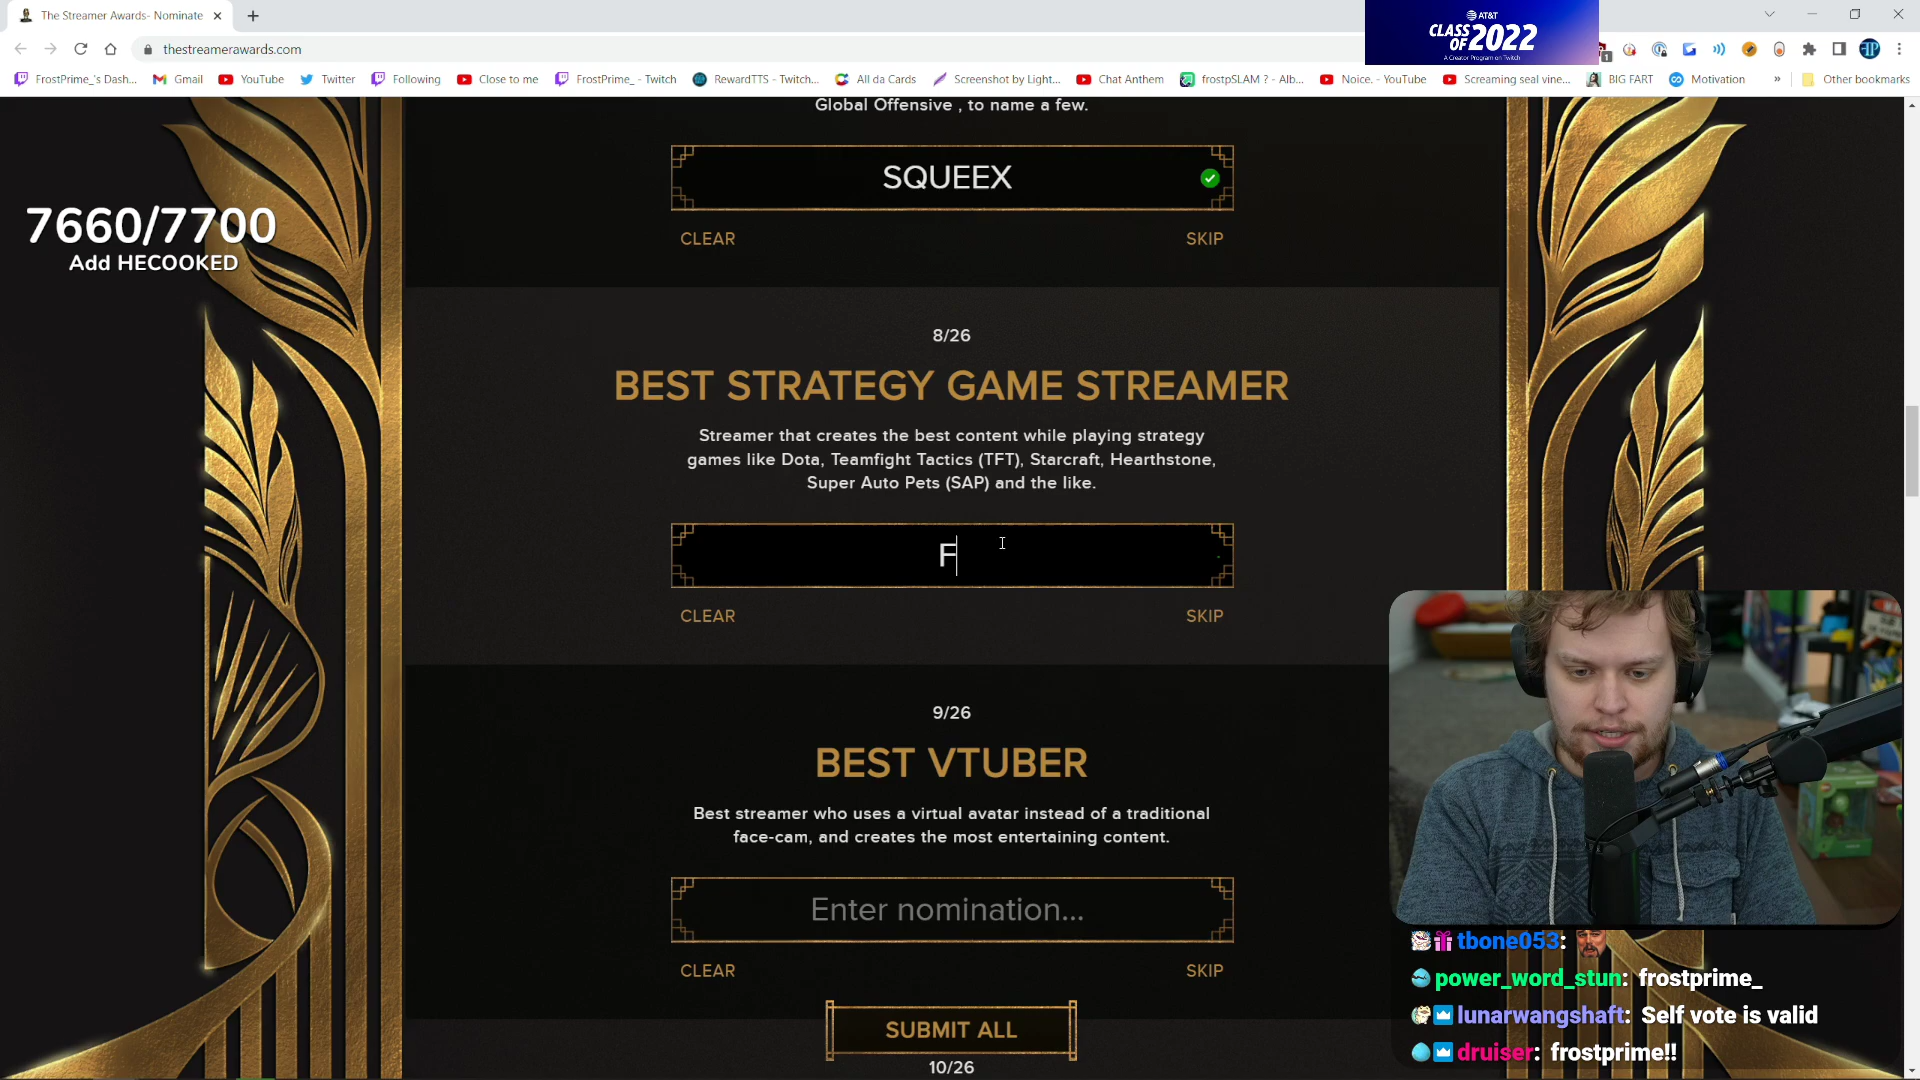 The Streamer Awards- Nominate
AT&T
CLASS
OF 2022
A Creator Program on Twitch
thestreamerawards.com
1
FrostPrime_'s Dash...
Gmail
YouTube
Twitter
Following
Close to me
FrostPrime_ - Twitch
RewardTTS - Twitch...
All da Cards
Screenshot by Light...
Chat Anthem
frostpSLAM ? - Alb...
Noice. - YouTube
Screaming seal vine...
BIG FART
Motivation
»
Other bookmarks
Global Offensive , to name a few.
SQUEEX
CLEAR
SKIP
7660/7700
Add HECOOKED
8/26
BEST STRATEGY GAME STREAMER
Streamer that creates the best content while playing strategy
games like Dota, Teamfight Tactics (TFT), Starcraft, Hearthstone,
Super Auto Pets (SAP) and the like.
F
CLEAR
SKIP
9/26
BEST VTUBER
Best streamer who uses a virtual avatar instead of a traditional
face-cam, and creates the most entertaining content.
Enter nomination...
CLEAR
SKIP
SUBMIT ALL
10/26
tbone053:
power_word_stun: frostprime_
lunarwangshaft: Self vote is valid
druiser: frostprime!!